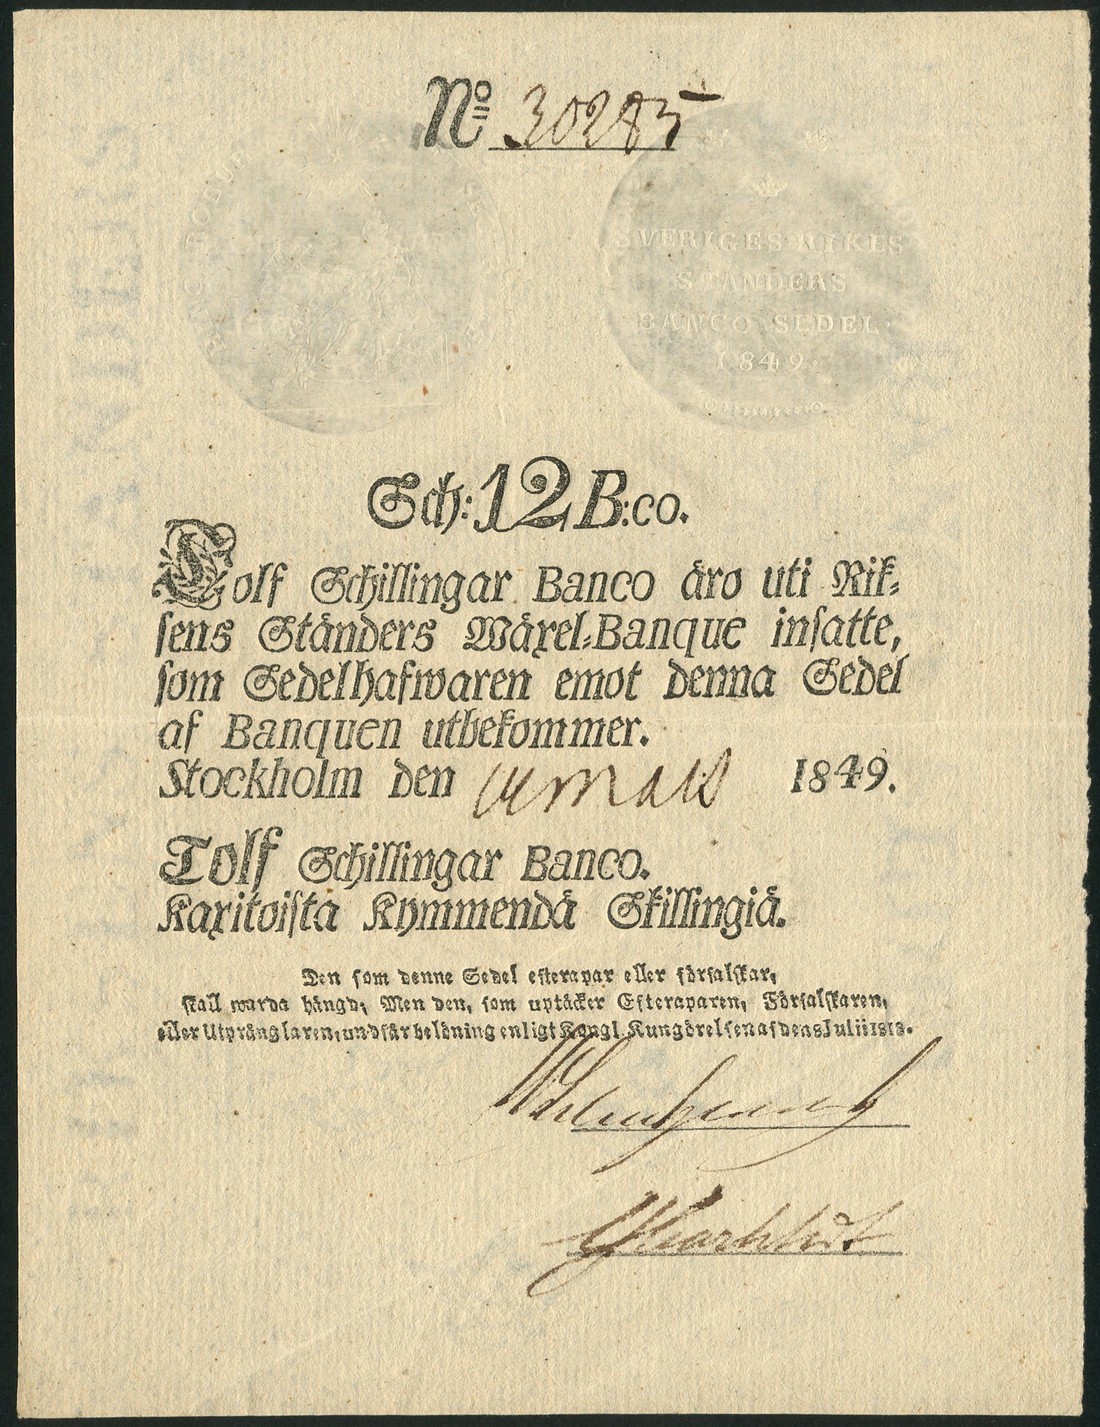 No 30285
SVERIGES RIKES
STÄNDERS
BANCO SEDEL.
1849.
Sch: 12 B:co.
Tolf Schillingar Banco äro uti Rik=
sens Ständers Wäxel=Banque insatte,
som Sedelhafwaren emot denna Sedel
af Banquen utbekommer.
Stockholm den 1849.
Tolf Schillingar Banco.
Kaxitoista Kymmendä Skillingiä.
Den som denne Sedel efterapar eller förfalskar,
skall warda hängd; Men den, som uptäcker Efteraparen, Förfalskaren,
eller Utprånglaren, undfår belöning enligt Kongl. Kungörelsen af den 28 Julii 1818.